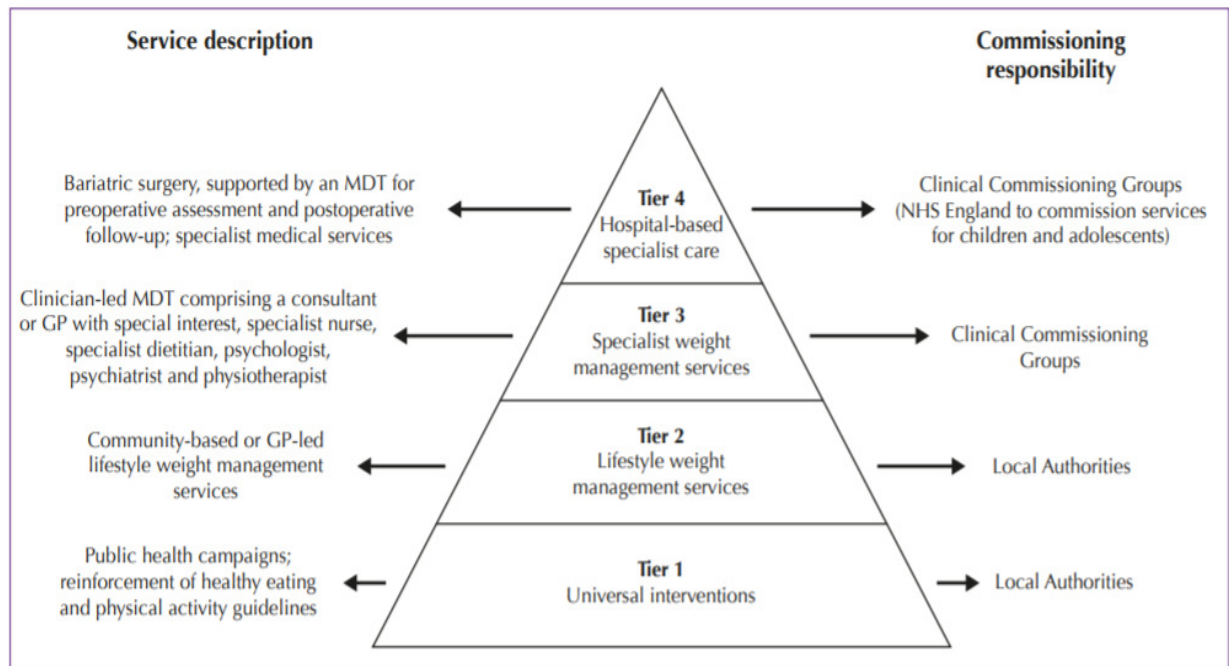 Service description
Commissioning
responsibility
Bariatric surgery, supported by an MDT for
preoperative assessment and postoperative
follow-up; specialist medical services
Tier 4
Hospital-based
specialist care
Clinical Commissioning Groups
(NHS England to commission services
for children and adolescents)
Clinician-led MDT comprising a consultant
or GP with special interest, specialist nurse,
specialist dietitian, psychologist,
psychiatrist and physiotherapist
Tier 3
Specialist weight
management services
Clinical Commissioning
Groups
Community-based or GP-led
lifestyle weight management
services
Tier 2
Lifestyle weight
management services
Local Authorities
Public health campaigns;
reinforcement of healthy eating
and physical activity guidelines
Tier 1
Universal interventions
Local Authorities